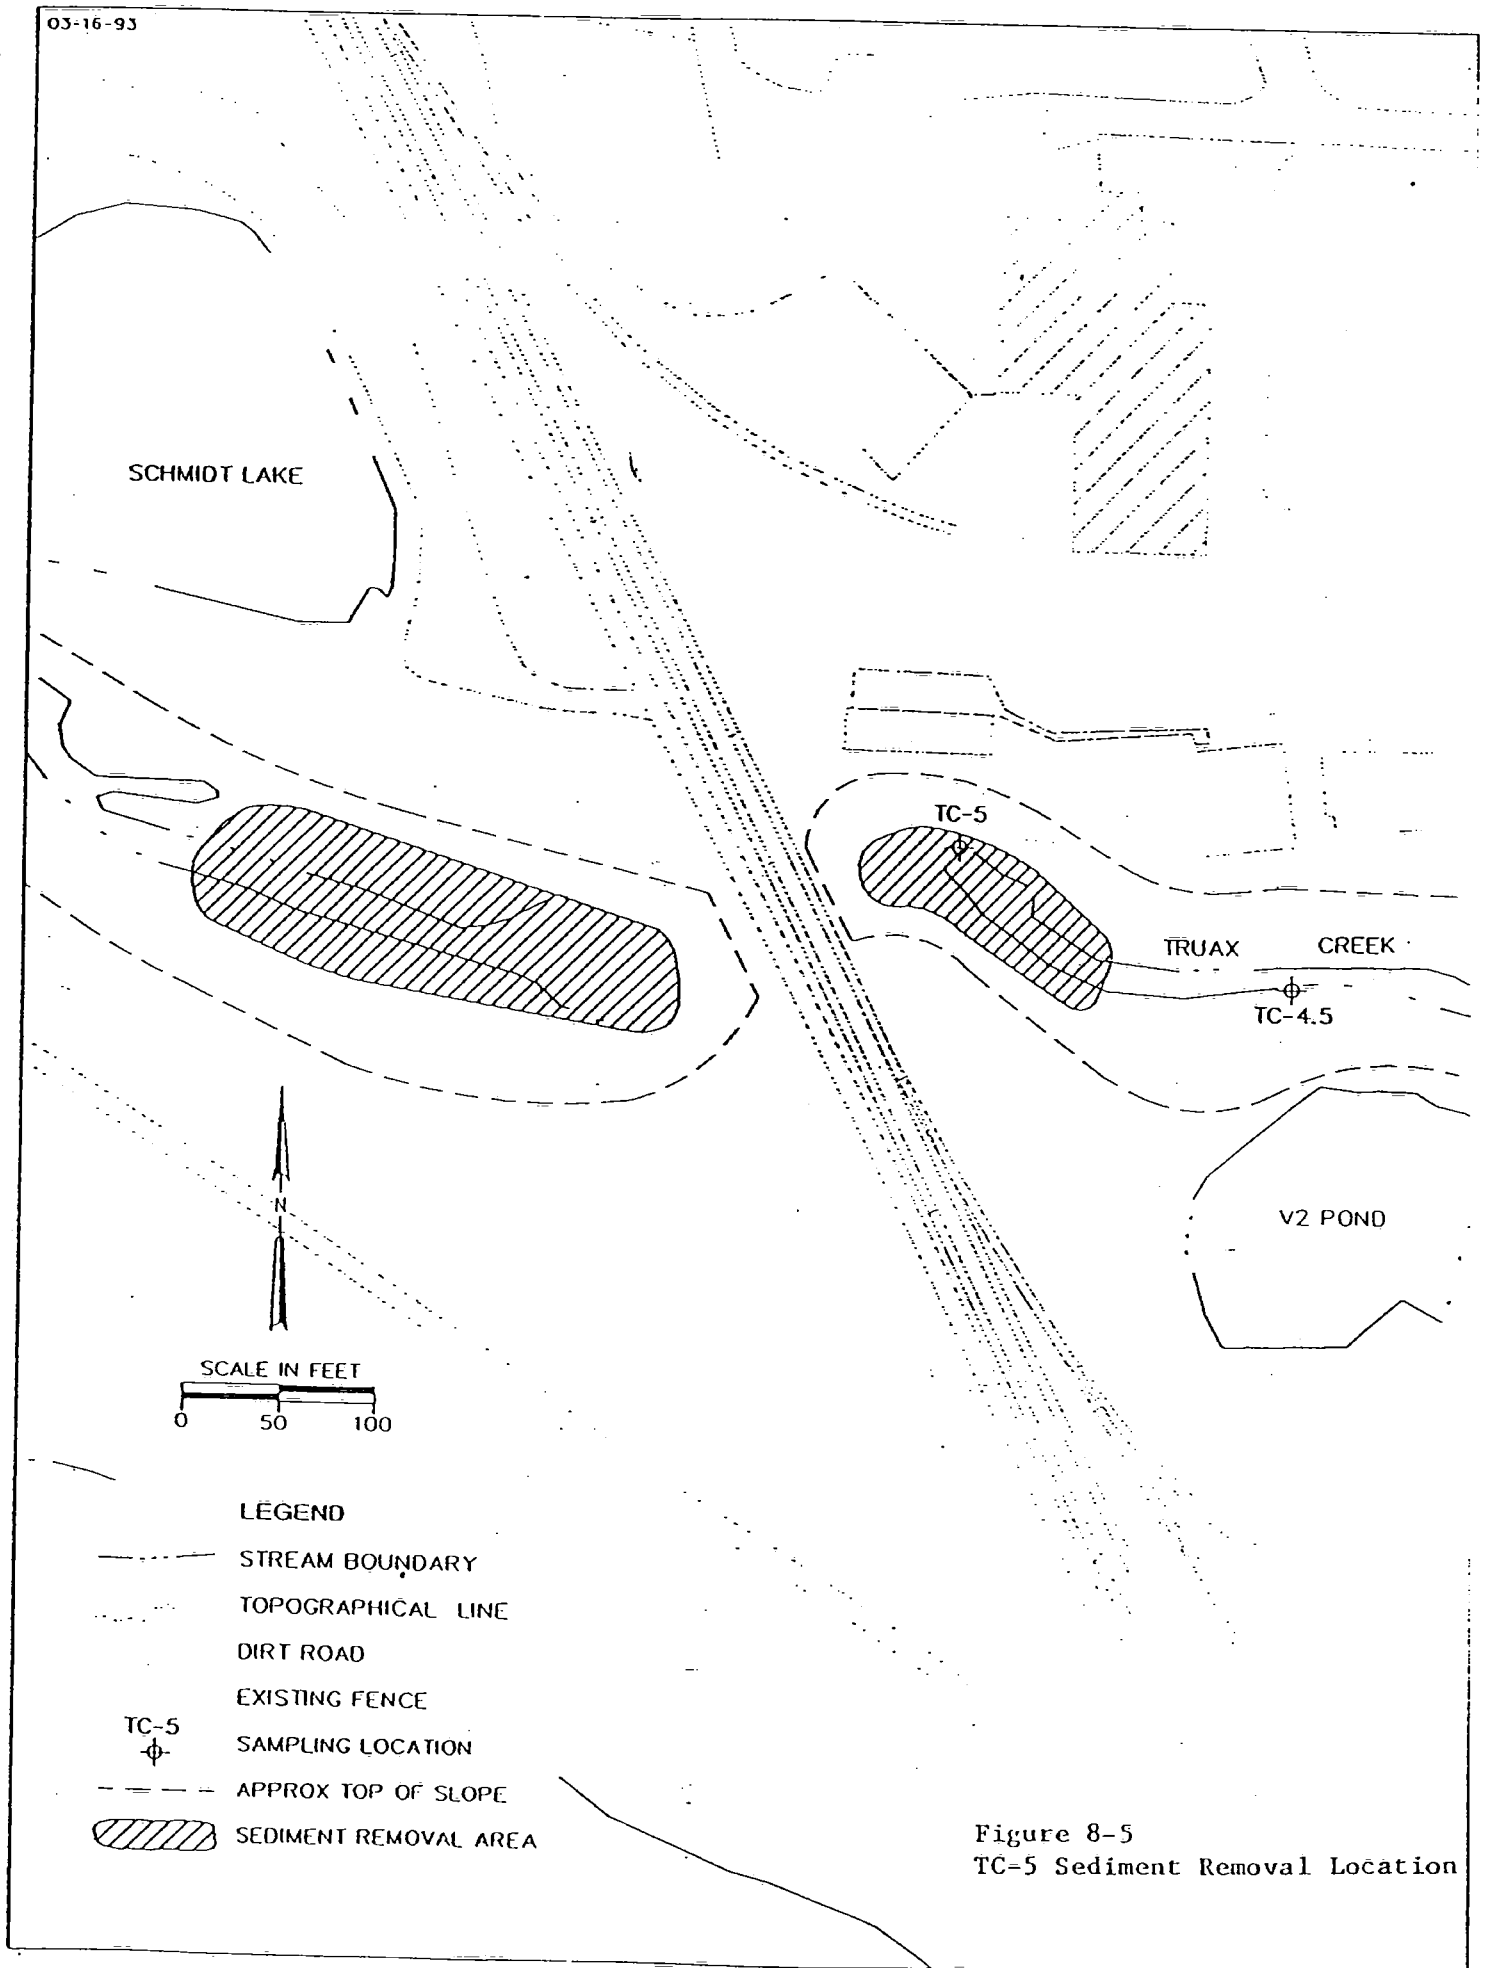 03-16-93
SCHMIDT LAKE
TC-5
TRUAX CREEK
TC-4.5
V2 POND
N
SCALE IN FEET
0 50 100
LEGEND
STREAM BOUNDARY
TOPOGRAPHICAL LINE
DIRT ROAD
EXISTING FENCE
TC-5
SAMPLING LOCATION
APPROX TOP OF SLOPE
SEDIMENT REMOVAL AREA
Figure 8-5
TC=5 Sediment Removal Location